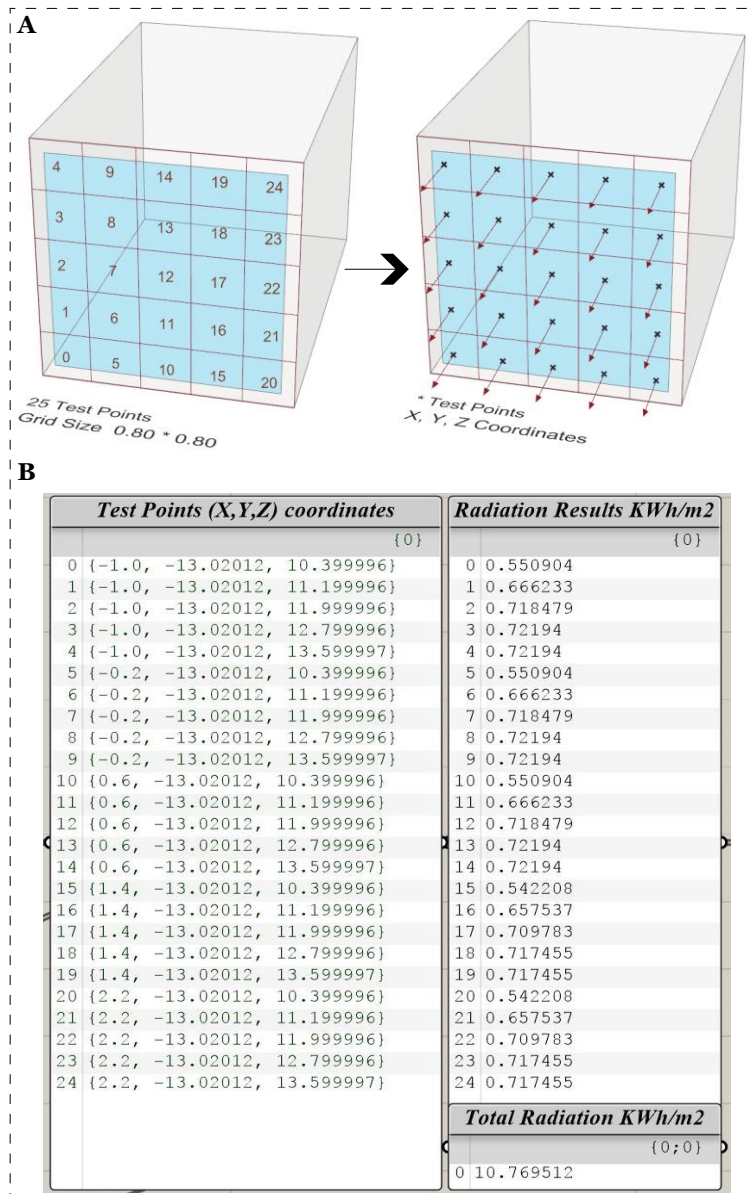 A
4 9 14 19 24
3 8 13 18 23
2 7 12 17 22
1 6 11 16 21
0 5 10 15 20
25 Test Points
Grid Size 0.80 * 0.80
* Test Points
X, Y, Z Coordinates
B
Test Points (X,Y,Z) coordinates
{0}
0 {-1.0, -13.02012, 10.399996}
1 {-1.0, -13.02012, 11.199996}
2 {-1.0, -13.02012, 11.999996}
3 {-1.0, -13.02012, 12.799996}
4 {-1.0, -13.02012, 13.599997}
5 {-0.2, -13.02012, 10.399996}
6 {-0.2, -13.02012, 11.199996}
7 {-0.2, -13.02012, 11.999996}
8 {-0.2, -13.02012, 12.799996}
9 {-0.2, -13.02012, 13.599997}
10 {0.6, -13.02012, 10.399996}
11 {0.6, -13.02012, 11.199996}
12 {0.6, -13.02012, 11.999996}
13 {0.6, -13.02012, 12.799996}
14 {0.6, -13.02012, 13.599997}
15 {1.4, -13.02012, 10.399996}
16 {1.4, -13.02012, 11.199996}
17 {1.4, -13.02012, 11.999996}
18 {1.4, -13.02012, 12.799996}
19 {1.4, -13.02012, 13.599997}
20 {2.2, -13.02012, 10.399996}
21 {2.2, -13.02012, 11.199996}
22 {2.2, -13.02012, 11.999996}
23 {2.2, -13.02012, 12.799996}
24 {2.2, -13.02012, 13.599997}
Radiation Results KWh/m2
{0}
0 0.550904
1 0.666233
2 0.718479
3 0.72194
4 0.72194
5 0.550904
6 0.666233
7 0.718479
8 0.72194
9 0.72194
10 0.550904
11 0.666233
12 0.718479
13 0.72194
14 0.72194
15 0.542208
16 0.657537
17 0.709783
18 0.717455
19 0.717455
20 0.542208
21 0.657537
22 0.709783
23 0.717455
24 0.717455
Total Radiation KWh/m2
{0;0}
0 10.769512